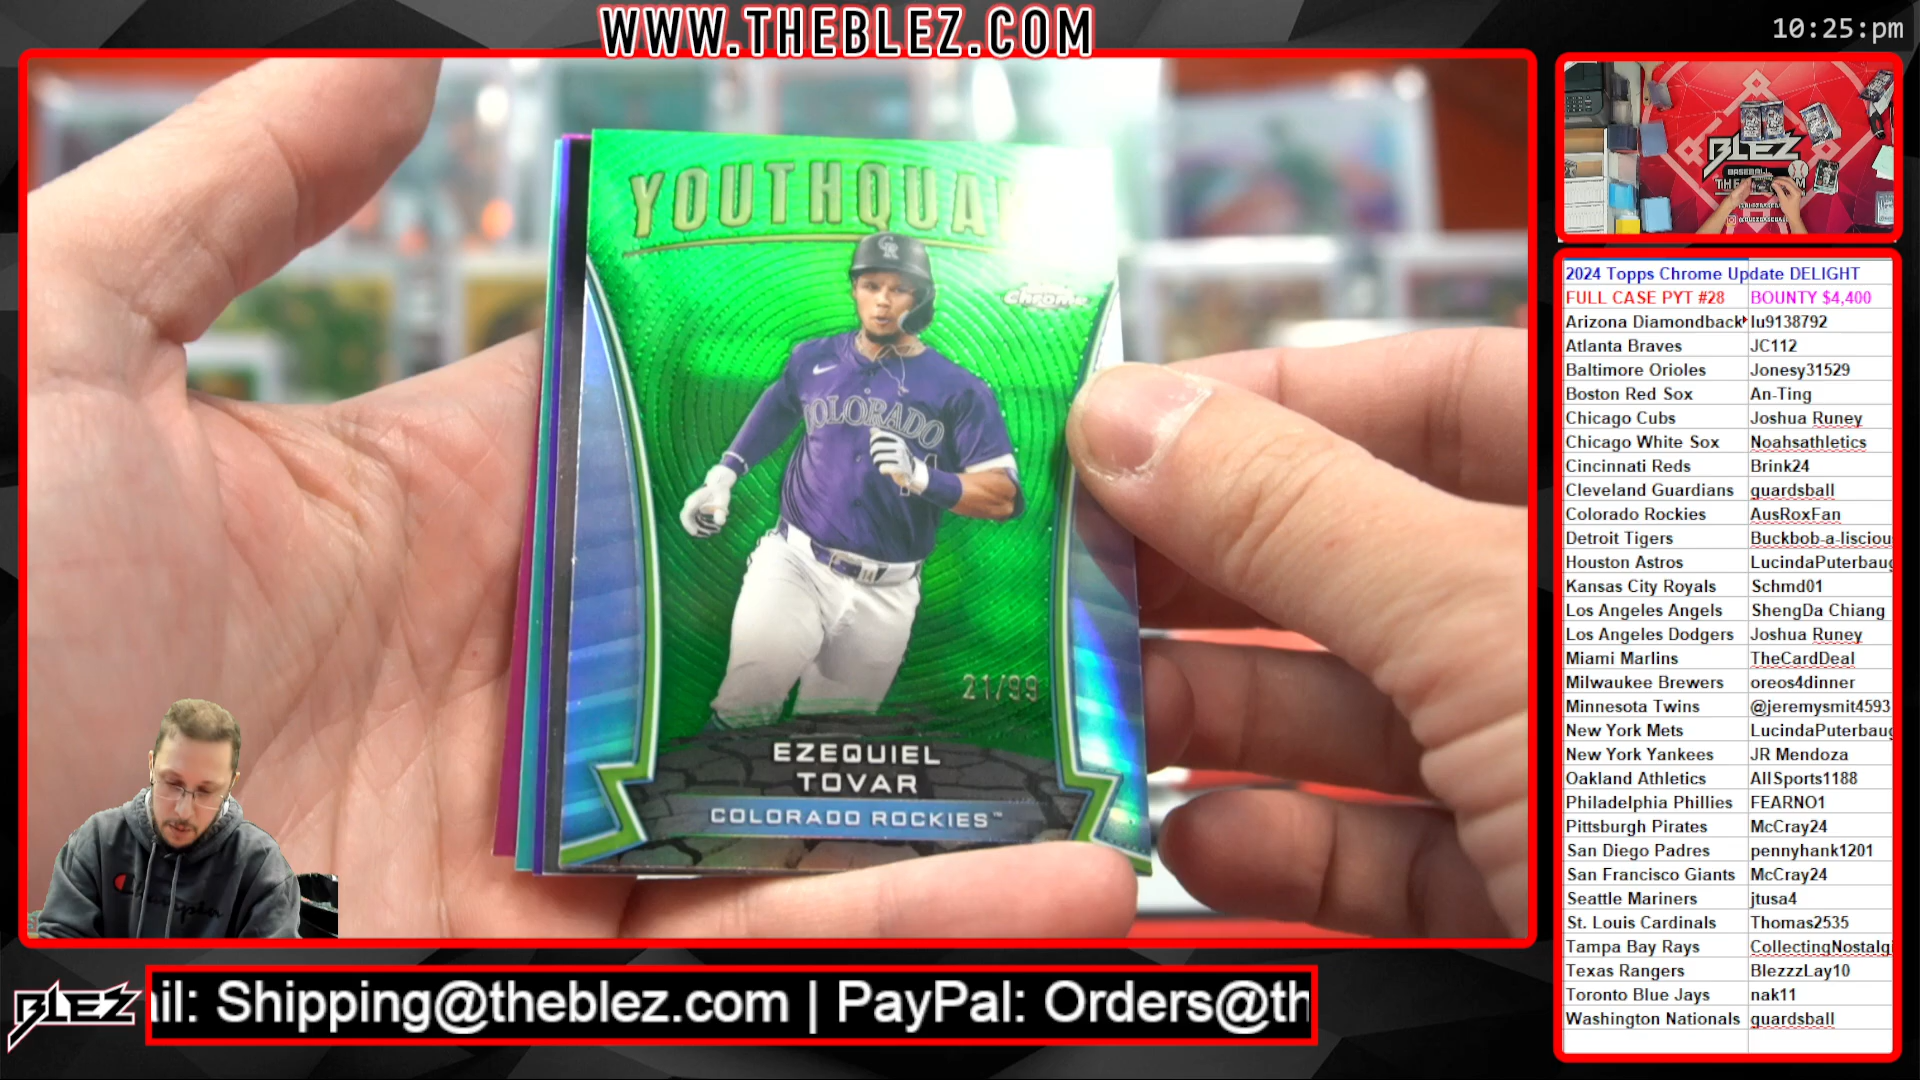 WWW.THEBLEZ.COM
10:25:pm
YOUTHQUA
CR
Chrome
COLORADO
21/99
EZEQUIEL
TOVAR
COLORADO ROCKIES™
BLEZ
BASEBALL
2024 Topps Chrome Update DELIGHT
FULL CASE PYT #28 BOUNTY $4,400
Arizona Diamondback lu9138792
Atlanta Braves JC112
Baltimore Orioles Jonesy31529
Boston Red Sox An-Ting
Chicago Cubs Joshua Runey
Chicago White Sox Noahsathletics
Cincinnati Reds Brink24
Cleveland Guardians guardsball
Colorado Rockies AusRoxFan
Detroit Tigers Buckbob-a-lisciou
Houston Astros LucindaPuterbaug
Kansas City Royals Schmd01
Los Angeles Angels ShengDa Chiang
Los Angeles Dodgers Joshua Runey
Miami Marlins TheCardDeal
Milwaukee Brewers oreos4dinner
Minnesota Twins @jeremysmit4593
New York Mets LucindaPuterbaug
New York Yankees JR Mendoza
Oakland Athletics AllSports1188
Philadelphia Phillies FEARNO1
Pittsburgh Pirates McCray24
San Diego Padres pennyhank1201
San Francisco Giants McCray24
Seattle Mariners jtusa4
St. Louis Cardinals Thomas2535
Tampa Bay Rays CollectingNostalgi
Texas Rangers BlezzzLay10
Toronto Blue Jays nak11
Washington Nationals guardsball
Champion
BLEZ
il: Shipping@theblez.com | PayPal: Orders@th